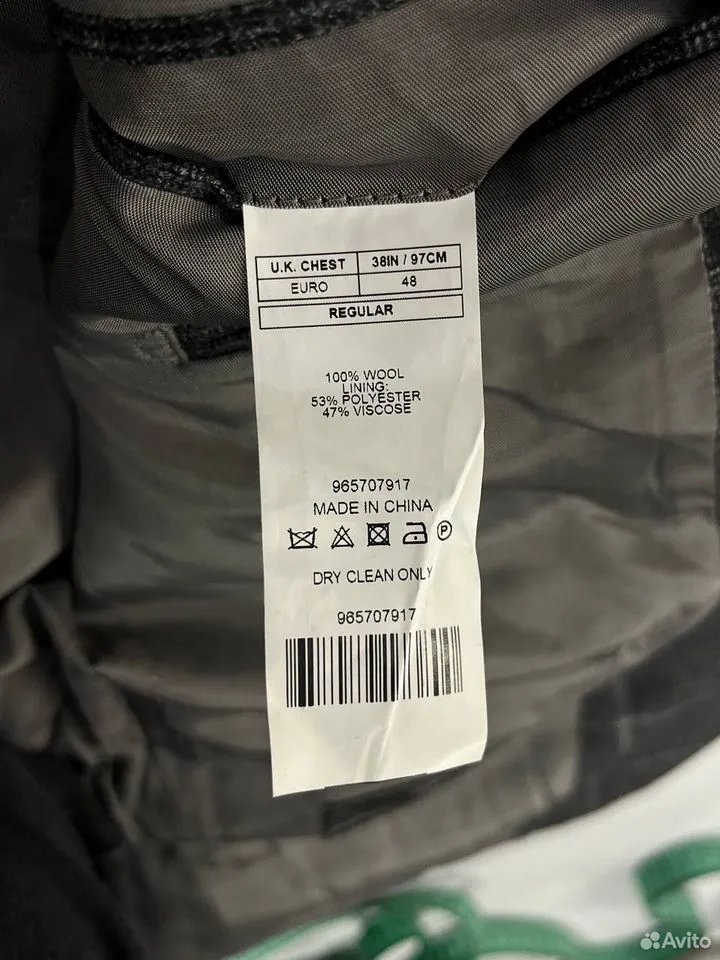 U.K. CHEST 38IN / 97CM
EURO 48
REGULAR
100% WOOL
LINING:
53% POLYESTER
47% VISCOSE
965707917
MADE IN CHINA
P
DRY CLEAN ONLY
965707917
Avito